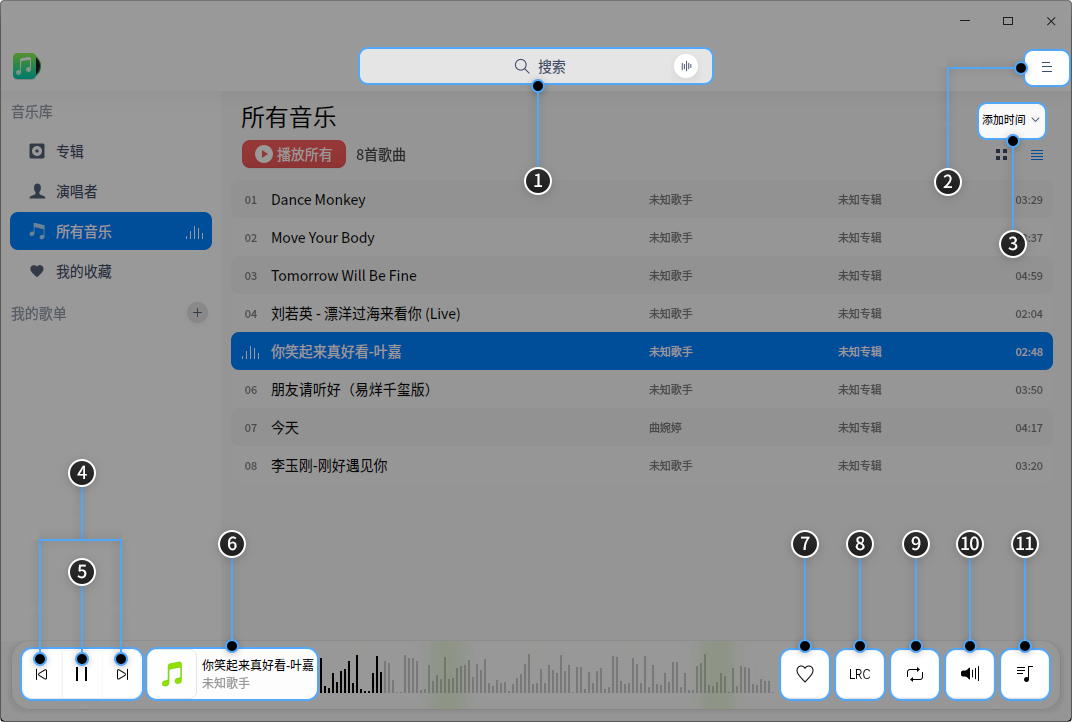 搜索
音乐库
专辑
演唱者
所有音乐
我的收藏
我的歌单
所有音乐
添加时间
播放所有 8首歌曲
1
2
3
01 Dance Monkey 未知歌手 未知专辑 03:29
02 Move Your Body 未知歌手 未知专辑 :37
03 Tomorrow Will Be Fine 未知歌手 未知专辑 04:59
04 刘若英 - 漂洋过海来看你 (Live) 未知歌手 未知专辑 02:04
你笑起来真好看-叶嘉 未知歌手 未知专辑 02:48
06 朋友请听好（易烊千玺版） 未知歌手 未知专辑 03:50
07 今天 曲婉婷 未知专辑 04:17
08 李玉刚-刚好遇见你 未知歌手 未知专辑 03:20
4
5
6
7
8
9
10
11
你笑起来真好看-叶嘉
未知歌手
LRC